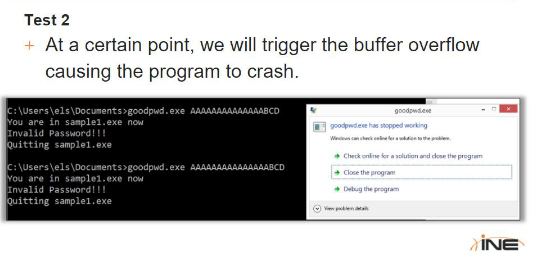 Test 2
+ At a certain point, we will trigger the buffer overflow
causing the program to crash.
C:\Users\els\Documents>goodpwd.exe AAAAAAAAAAAAAABCD
You are in sample1.exe now
Invalid Password!!!
Quitting sample1.exe
C:\Users\els\Documents>goodpwd.exe AAAAAAAAAAAAAAABCD
You are in sample1.exe now
Invalid Password!!!
Quitting sample1.exe
goodpwd.exe
goodpwd.exe has stopped working
Windows can check online for a solution to the problem.
Check online for a solution and close the program
Close the program
Debug the program
View problem details
INE